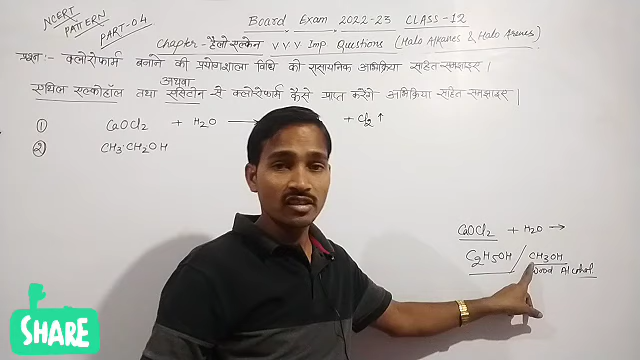 NCERT PATTERN PART-04
Board Exam 2022-23 CLASS-12
Chapter - हैलोएल्केन V V V Imp Questions (Halo Alkanes & Halo Arenes)
प्रश्न:- क्लोरोफार्म बनाने की प्रयोगशाला विधि की रासायनिक अभिक्रिया सहित समझाइए।
अथवा
एथिल एल्कोहॉल तथा एसिटोन से क्लोरोफार्म कैसे प्राप्त करेंगे अभिक्रिया सहित समझाइए।
① CaOCl2 + H2O ⟶ + Cl2 ↑
② CH3·CH2OH
CaOCl2 + H2O →
C2H5OH / CH3OH
Wood Alcohol
SHARE